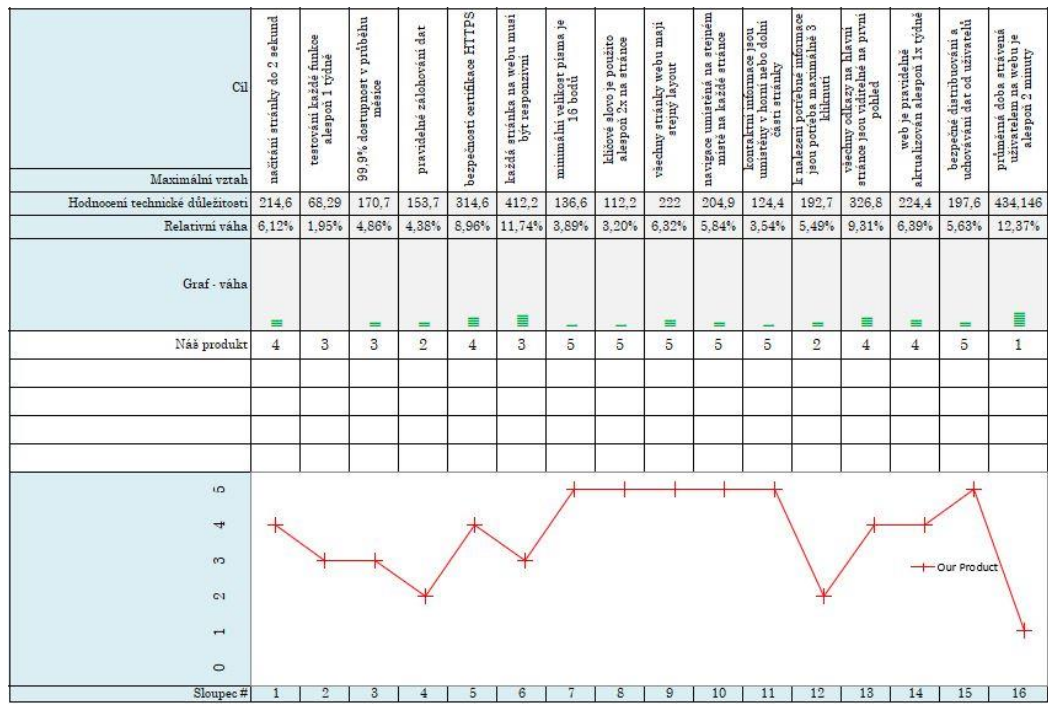 Cíl
načítání stránky do 2 sekund
testování každé funkce
alespoň 1 týdně
99,9% dostupnost v průběhu
měsíce
pravidelné zálohování dat
bezpečností certifikace HTTPS
každá stránka na webu musí
být responzivní
minimální velikost písma je
16 bodů
klíčové slovo je použito
alespoň 2x na stránce
všechny stránky webu mají
stejný layout
navigace umístěná na stejném
místě na každé stránce
kontaktní informace jsou
umístěny v horní nebo dolní
části stránky
k nalezení potřebné informace
jsou potřeba maximálně 3
kliknutí
všechny odkazy na hlavní
stránce jsou viditelné na první
pohled
web je pravidelně
aktualizován alespoň 1x týdně
bezpečné distribuování a
uchovávání dat od uživatelů
průměrná doba strávená
uživatelem na webu je
alespoň 2 minuty
Maximální vztah
Hodnocení technické důležitosti 214,6 68,29 170,7 153,7 314,6 412,2 136,6 112,2 222 204,9 124,4 192,7 326,8 224,4 197,6 434,146
Relativní váha 6,12% 1,95% 4,86% 4,38% 8,96% 11,74% 3,89% 3,20% 6,32% 5,84% 3,54% 5,49% 9,31% 6,39% 5,63% 12,37%
Graf - váha
Náš produkt 4 3 3 2 4 3 5 5 5 5 5 2 4 4 5 1
5
4
3
2
1
0
Our Product
Sloupec # 1 2 3 4 5 6 7 8 9 10 11 12 13 14 15 16